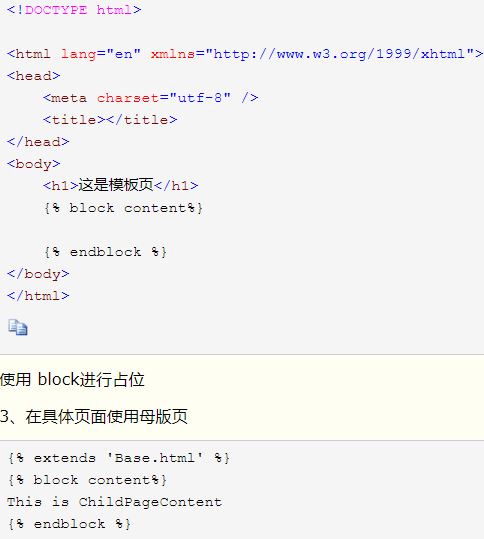 <!DOCTYPE html>
<html lang="en" xmlns="http://www.w3.org/1999/xhtml">
<head>
    <meta charset="utf-8" />
    <title></title>
</head>
<body>
    <h1>这是模板页</h1>
    {% block content%}
    {% endblock %}
</body>
</html>
使用 block进行占位
3、在具体页面使用母版页
{% extends 'Base.html' %}
{% block content%}
This is ChildPageContent
{% endblock %}